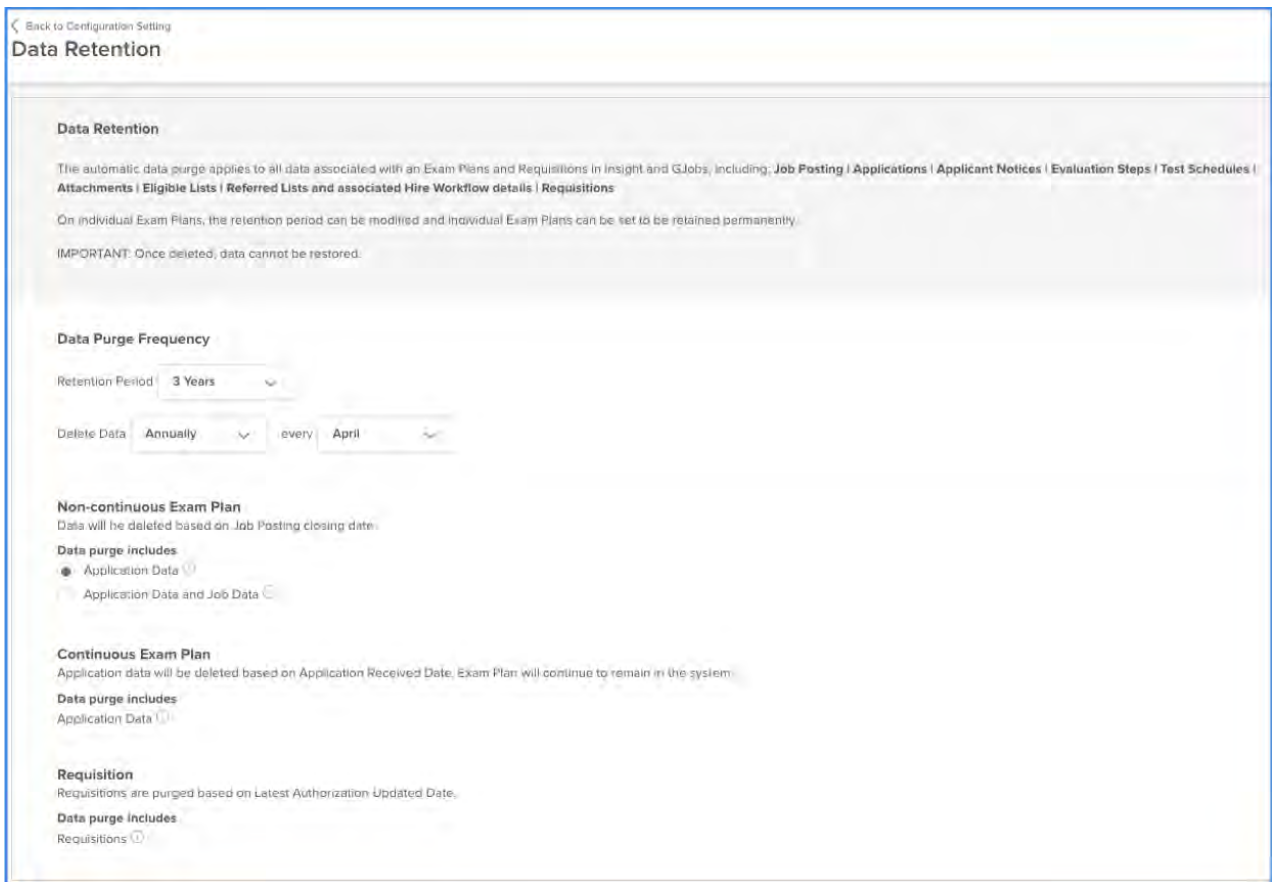 Back to Configuration Setting
Data Retention
Data Retention
The automatic data purge applies to all data associated with an Exam Plans and Requisitions in Insight and GJobs, including: Job Posting | Applications | Applicant Notices | Evaluation Steps | Test Schedules |
Attachments | Eligible Lists | Referred Lists and associated Hire Workflow details | Requisitions
On individual Exam Plans, the retention period can be modified and individual Exam Plans can be set to be retained permanently.
IMPORTANT: Once deleted, data cannot be restored.
Data Purge Frequency
Retention Period 3 Years
Delete Data Annually every April
Non-continuous Exam Plan
Data will be deleted based on Job Posting closing date.
Data purge includes
Application Data
Application Data and Job Data
Continuous Exam Plan
Application data will be deleted based on Application Received Date. Exam Plan will continue to remain in the system.
Data purge includes
Application Data
Requisition
Requisitions are purged based on Latest Authorization Updated Date.
Data purge includes
Requisitions